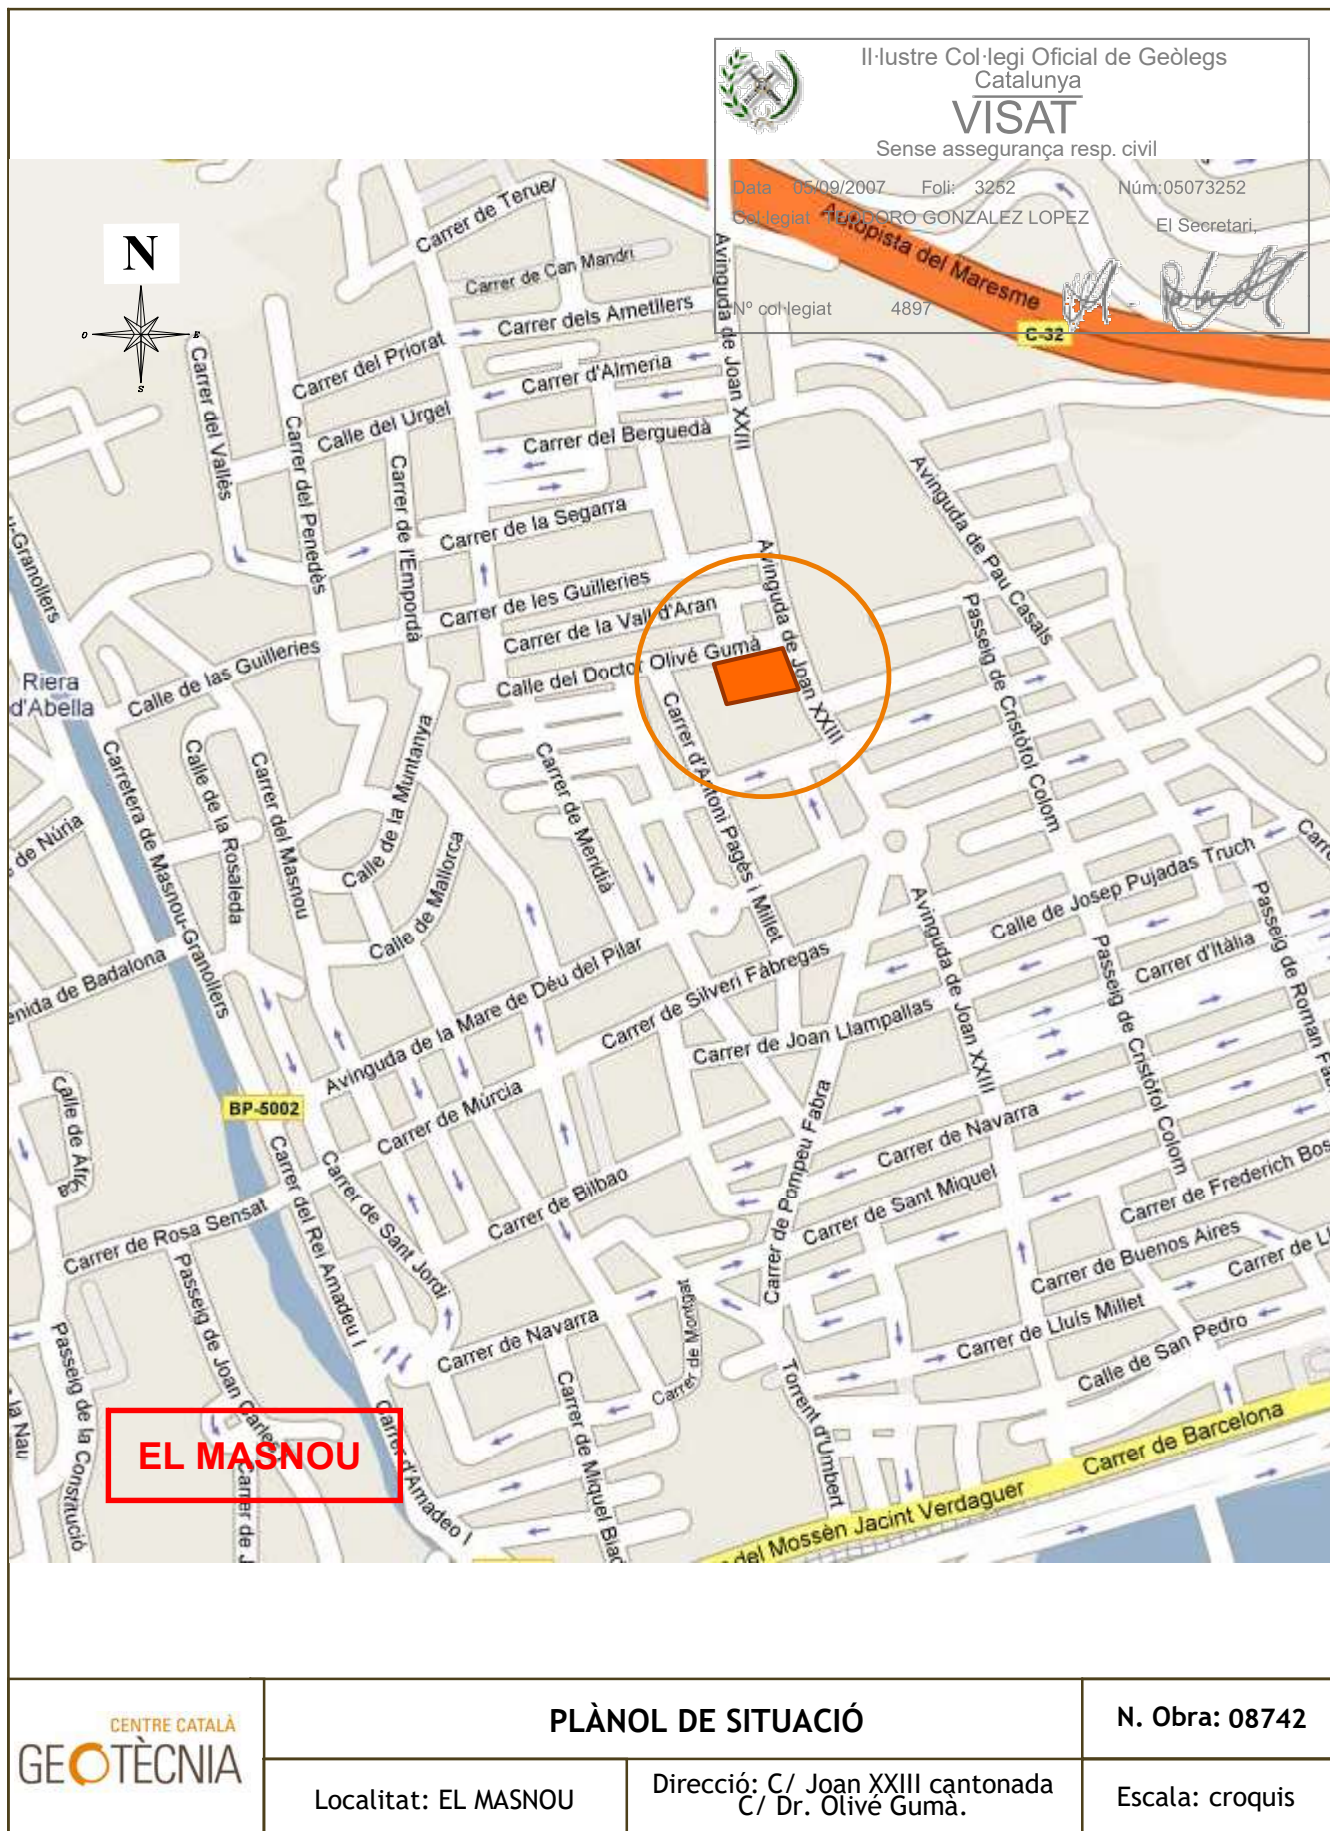 Il·lustre Col·legi Oficial de Geòlegs
Catalunya
VISAT
Sense assegurança resp. civil
Data 05/09/2007 Foli: 3252 Núm:05073252
Col·legiat TEODORO GONZALEZ LOPEZ El Secretari,
Nº col·legiat 4897
N
O
E
S
Autopista del Maresme
C-32
Carrer de Teruel
Carrer de Can Mandri
Carrer dels Ametllers
Avinguda de Joan XXIII
Carrer del Priorat
Carrer d'Almeria
Carrer del Vallès
Calle del Urgel
Carrer del Berguedà
Carrer del Penedès
Carrer de l'Empordà
Carrer de la Segarra
Avinguda de Pau Casals
Carrer de les Guilleries
Avinguda de Joan XXIII
Carrer de la Vall d'Aran
Calle de las Guilleries
Calle del Doctor Olivé Gumà
Passeig de Cristòfol Colom
Riera
d'Abella
Carretera de Masnou-Granollers
Calle de la Rosaleda
Carrer del Masnou
Calle de la Muntanya
Carrer de Meridià
Carrer d'Antoni Pagès i Millet
de Núria
Calle de Mallorca
Calle de Josep Pujadas Truch
Avinguda de Joan XXIII
Passeig de Cristòfol Colom
Carrer d'Itàlia
Avinguda de la Mare de Déu del Pilar
Carrer de Silveri Fàbregas
Carrer de Joan Llampallas
BP-5002
Calle de Àfrica
Carrer de Múrcia
Carrer de Pompeu Fabra
Carrer de Navarra
Carrer de Bilbao
Carrer de Sant Miquel
Carrer de Frederich Bos
Carrer de Rosa Sensat
Carrer del Rei Amadeu I
Carrer de Sant Jordi
Carrer de Buenos Aires
Carrer de Navarra
Carrer de Montgat
Carrer de Lluís Millet
Calle de San Pedro
Passeig de la Constitució
Passeig de Joan Carles
Carrer d'Amadeo I
Carrer de Miquel
Torrent d'Umbert
la Nau
Carrer de Barcelona
del Mossèn Jacint Verdaguer
EL MASNOU
CENTRE CATALÀ
GEOTÈCNIA
PLÀNOL DE SITUACIÓ
N. Obra: 08742
Localitat: EL MASNOU
Direcció: C/ Joan XXIII cantonada
C/ Dr. Olivé Gumà.
Escala: croquis